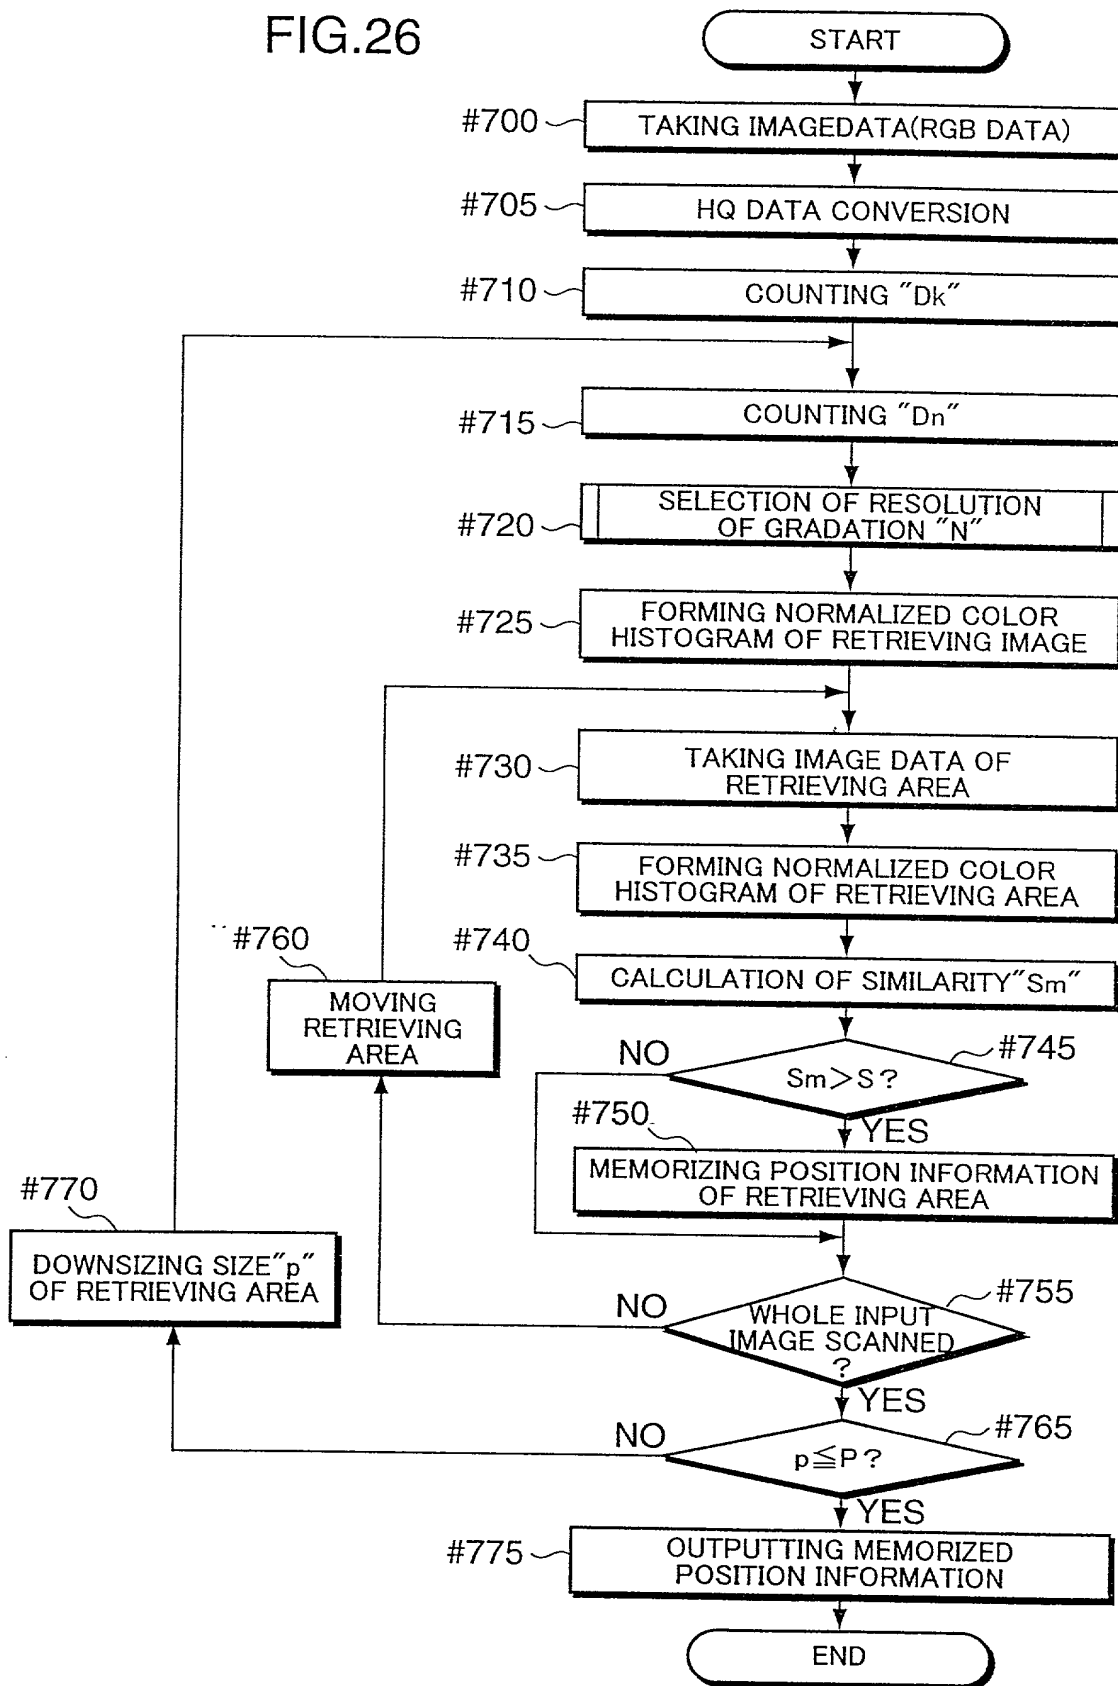 FIG.26
START
#700
TAKING IMAGEDATA(RGB DATA)
#705
HQ DATA CONVERSION
#710
COUNTING "Dk"
#715
COUNTING "Dn"
#720
SELECTION OF RESOLUTION
OF GRADATION "N"
#725
FORMING NORMALIZED COLOR
HISTOGRAM OF RETRIEVING IMAGE
#730
TAKING IMAGE DATA OF
RETRIEVING AREA
#735
FORMING NORMALIZED COLOR
HISTOGRAM OF RETRIEVING AREA
#740
CALCULATION OF SIMILARITY"Sm"
#760
MOVING
RETRIEVING
AREA
#745
NO
Sm>S?
YES
#750
MEMORIZING POSITION INFORMATION
OF RETRIEVING AREA
#770
DOWNSIZING SIZE"p"
OF RETRIEVING AREA
#755
NO
WHOLE INPUT
IMAGE SCANNED
?
YES
#765
NO
p≦P?
YES
#775
OUTPUTTING MEMORIZED
POSITION INFORMATION
END